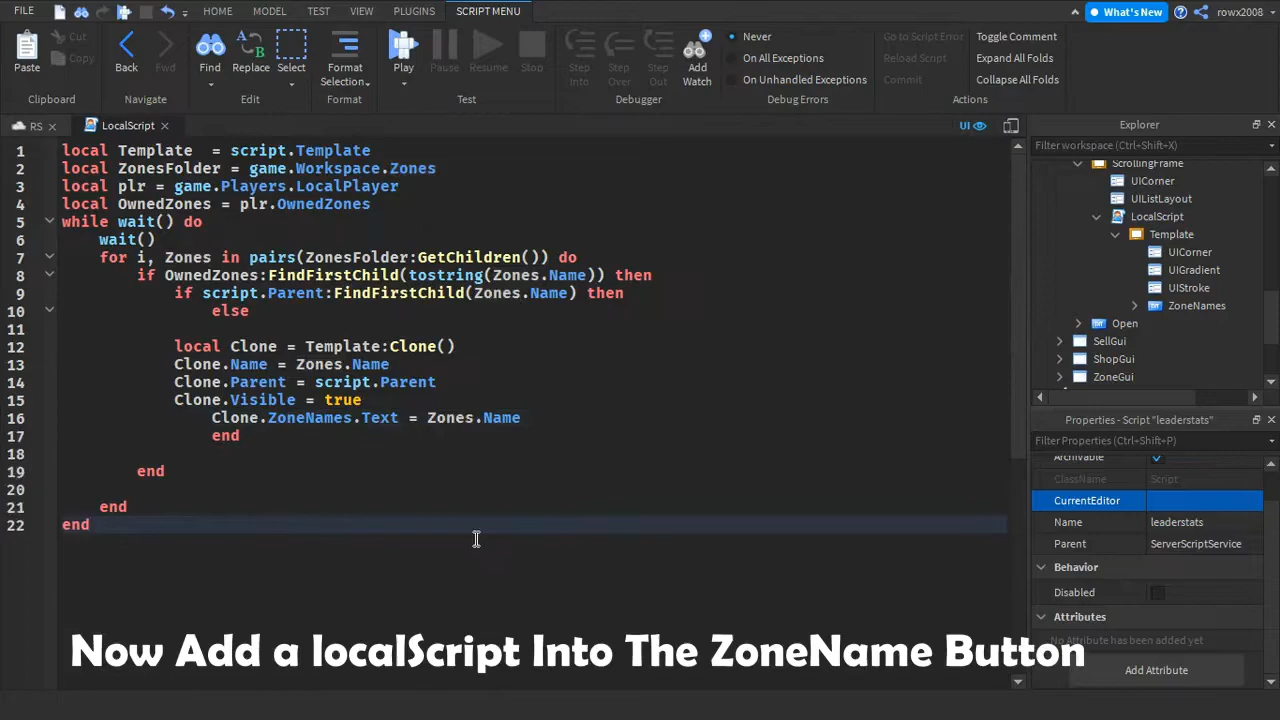 FILE HOME MODEL TEST VIEW PLUGINS SCRIPT MENU What's New rowx2008
Cut
Copy
Paste
Back
Fwd
Find
Replace
Select
Format
Selection
Play
Pause
Resume
Stop
Step
Into
Step
Over
Step
Out
Add
Watch
Never
On All Exceptions
On Unhandled Exceptions
Go to Script Error
Reload Script
Commit
Toggle Comment
Expand All Folds
Collapse All Folds
Clipboard Navigate Edit Format Test Debugger Debug Errors Actions
RS LocalScript UI
1 local Template  = script.Template
2 local ZonesFolder = game.Workspace.Zones
3 local plr = game.Players.LocalPlayer
4 local OwnedZones = plr.OwnedZones
5 while wait() do
6 wait()
7 for i, Zones in pairs(ZonesFolder:GetChildren()) do
8 if OwnedZones:FindFirstChild(tostring(Zones.Name)) then
9 if script.Parent:FindFirstChild(Zones.Name) then
10 else
11
12 local Clone = Template:Clone()
13 Clone.Name = Zones.Name
14 Clone.Parent = script.Parent
15 Clone.Visible = true
16 Clone.ZoneNames.Text = Zones.Name
17 end
18
19 end
20
21 end
22 end
Explorer
Filter workspace (Ctrl+Shift+X)
ScrollingFrame
UICorner
UIListLayout
LocalScript
Template
UICorner
UIGradient
UIStroke
ZoneNames
Open
SellGui
ShopGui
ZoneGui
Properties - Script "leaderstats"
Filter Properties (Ctrl+Shift+P)
Archivable
ClassName Script
CurrentEditor
Name leaderstats
Parent ServerScriptService
Behavior
Disabled
Attributes
No Attribute has been added yet
Add Attribute
Now Add a localScript Into The ZoneName Button